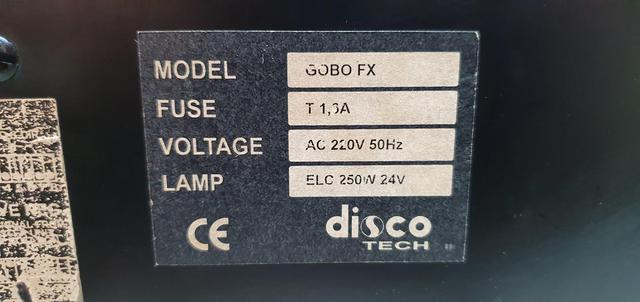 MODEL GOBO FX
FUSE T 1,6A
VOLTAGE AC 220V 50Hz
LAMP ELC 250W 24V
CE
disco
TECH